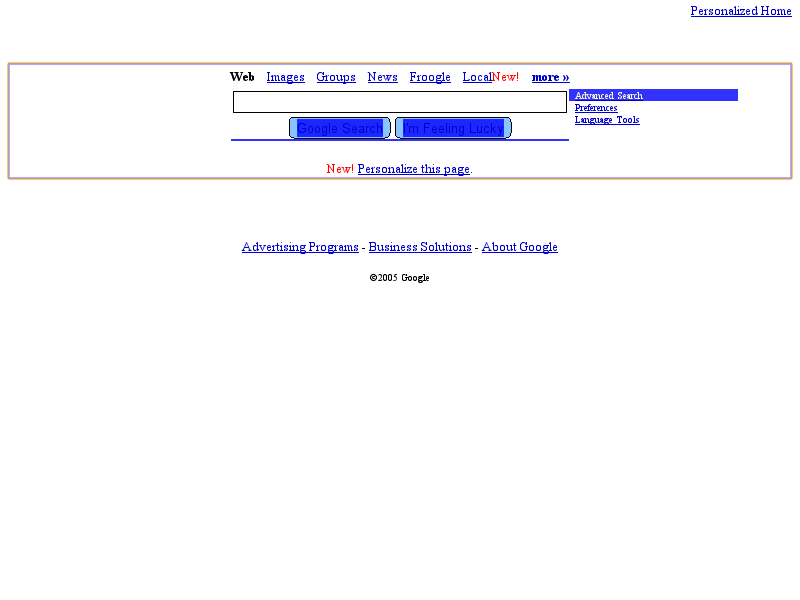 Personalized Home
Web Images Groups News Froogle LocalNew! more »
Advanced Search
Preferences
Language Tools
Google Search I'm Feeling Lucky
New! Personalize this page.
Advertising Programs - Business Solutions - About Google
©2005 Google